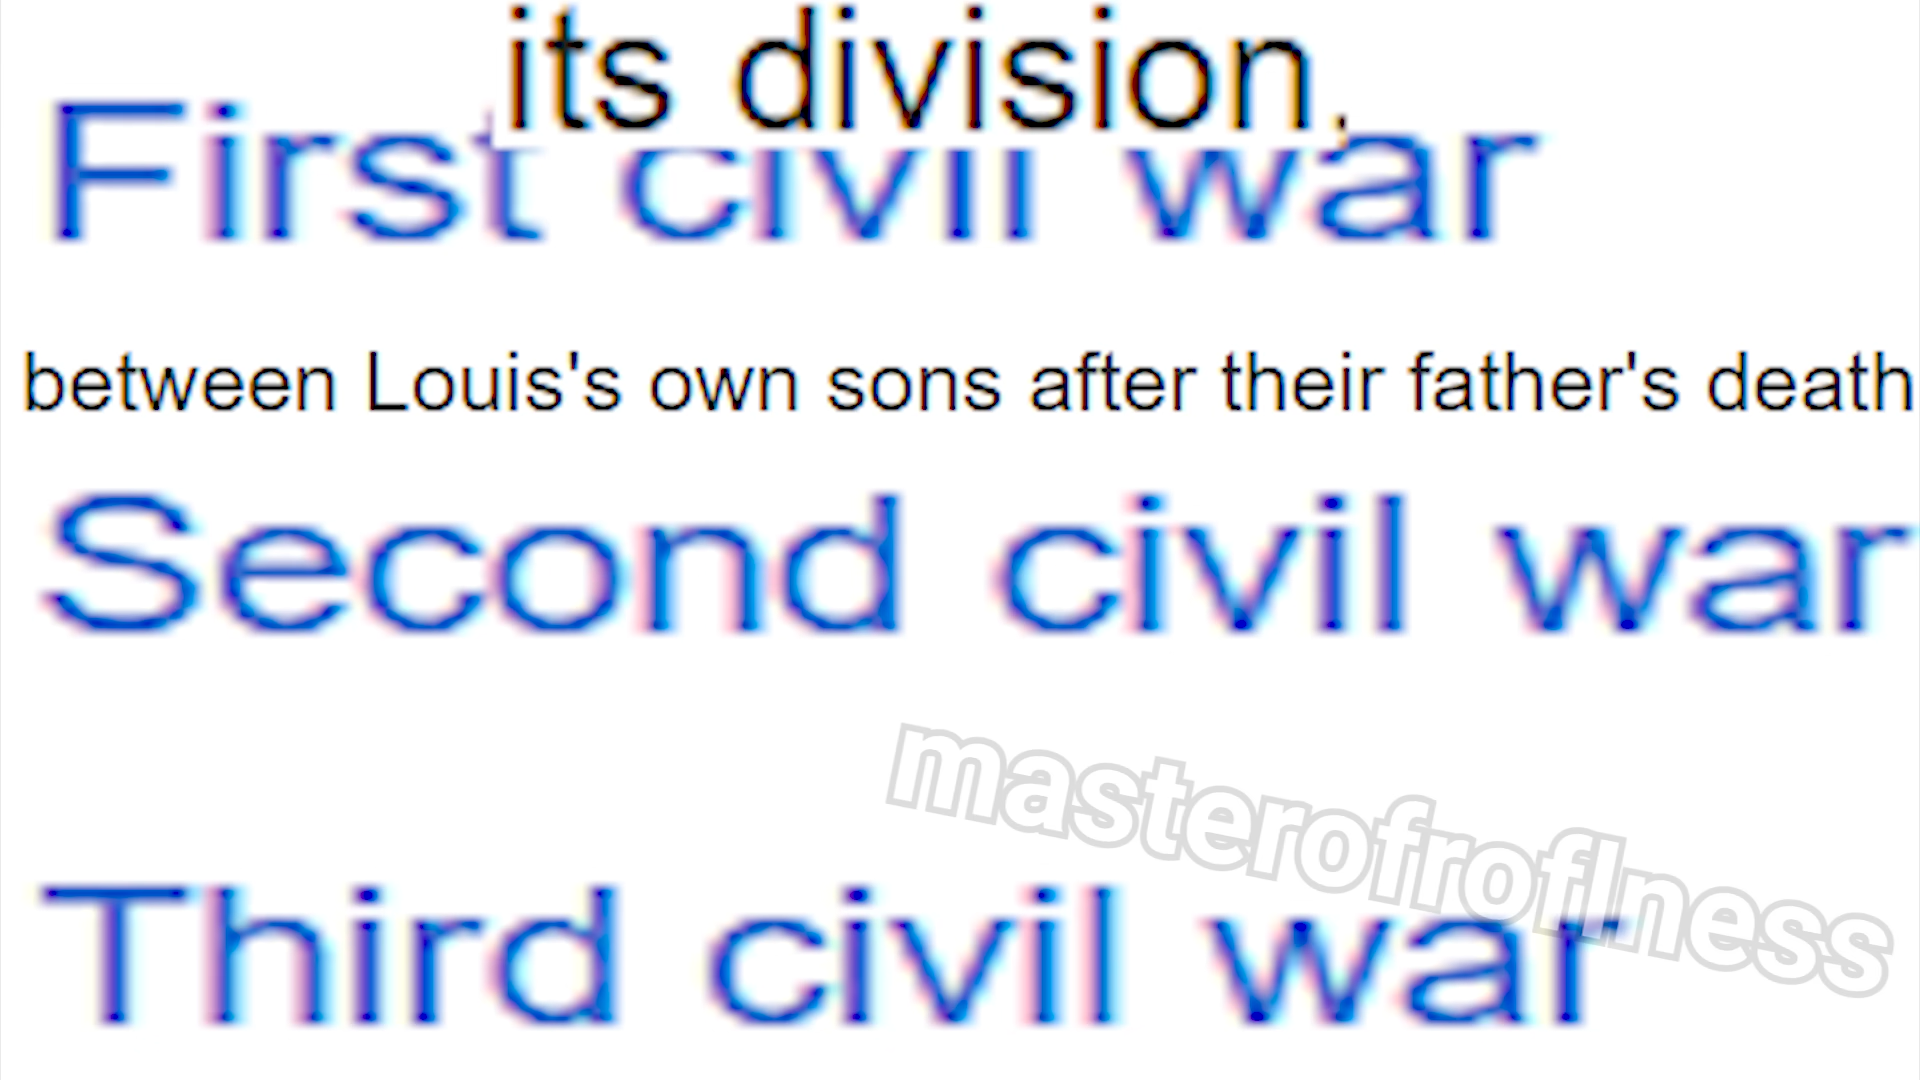 its division.
First civil war
between Louis's own sons after their father's death
Second civil war
masterofroflness
Third civil war